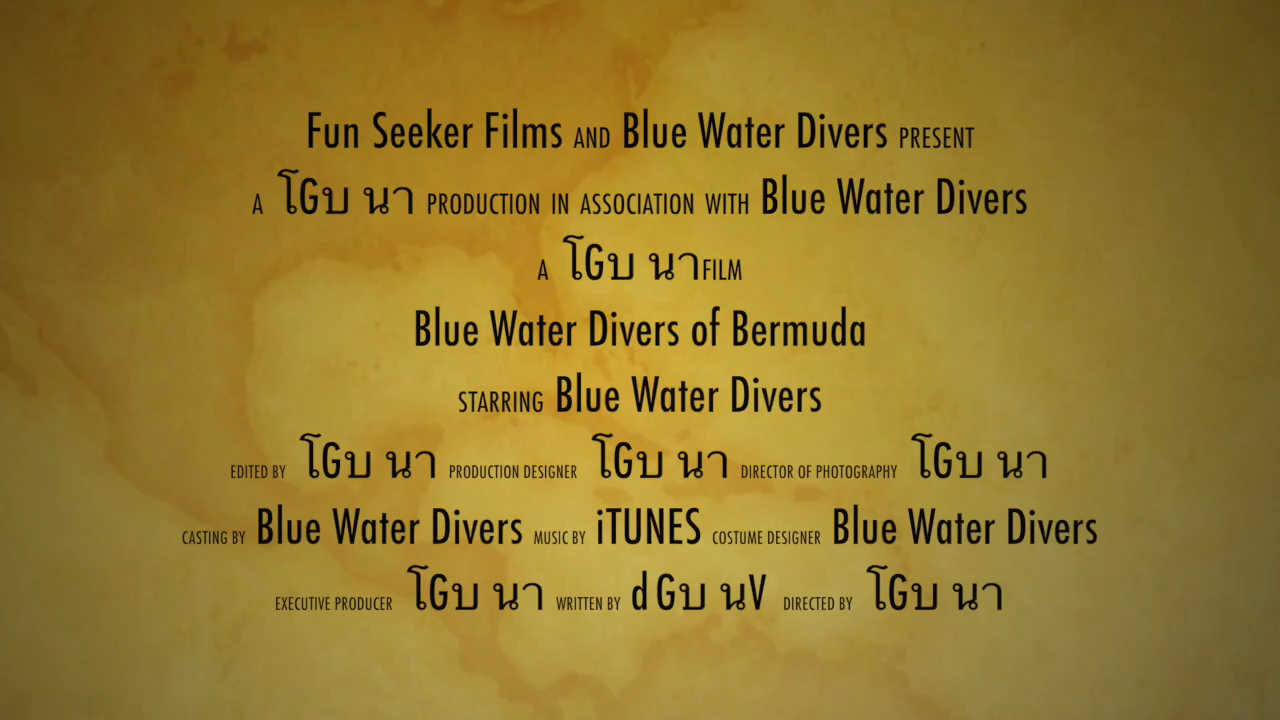 Fun Seeker Films AND Blue Water Divers PRESENT
A โGบ นา PRODUCTION IN ASSOCIATION WITH Blue Water Divers
A โGบ นาFILM
Blue Water Divers of Bermuda
STARRING Blue Water Divers
EDITED BY โGบ นา PRODUCTION DESIGNER โGบ นา DIRECTOR OF PHOTOGRAPHY โGบ นา
CASTING BY Blue Water Divers MUSIC BY iTUNES COSTUME DESIGNER Blue Water Divers
EXECUTIVE PRODUCER โGบ นา WRITTEN BY d Gบ นV DIRECTED BY โGบ นา